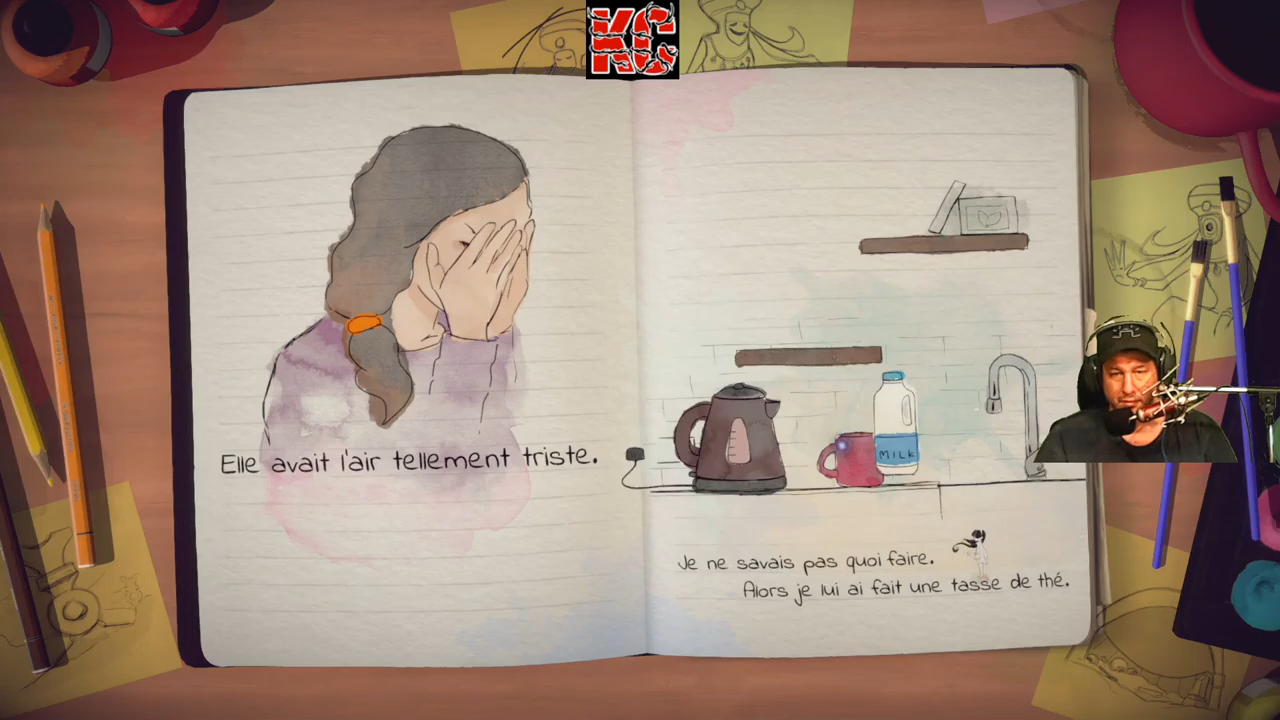 KC
Elle avait l'air tellement triste.
MILK
Je ne savais pas quoi faire.
Alors je lui ai fait une tasse de thé.